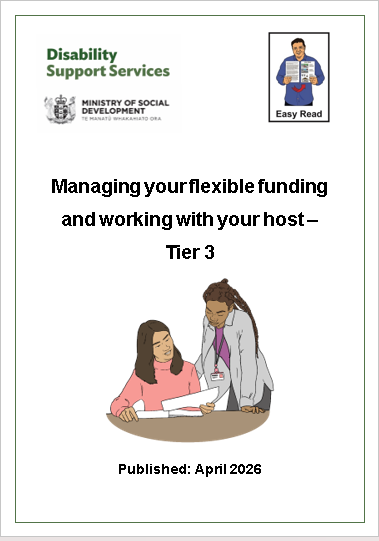 Disability
Support Services
MINISTRY OF SOCIAL
DEVELOPMENT
TE MANATŪ WHAKAHIATO ORA
Easy Read
Managing your flexible funding
and working with your host –
Tier 3
Published: April 2026